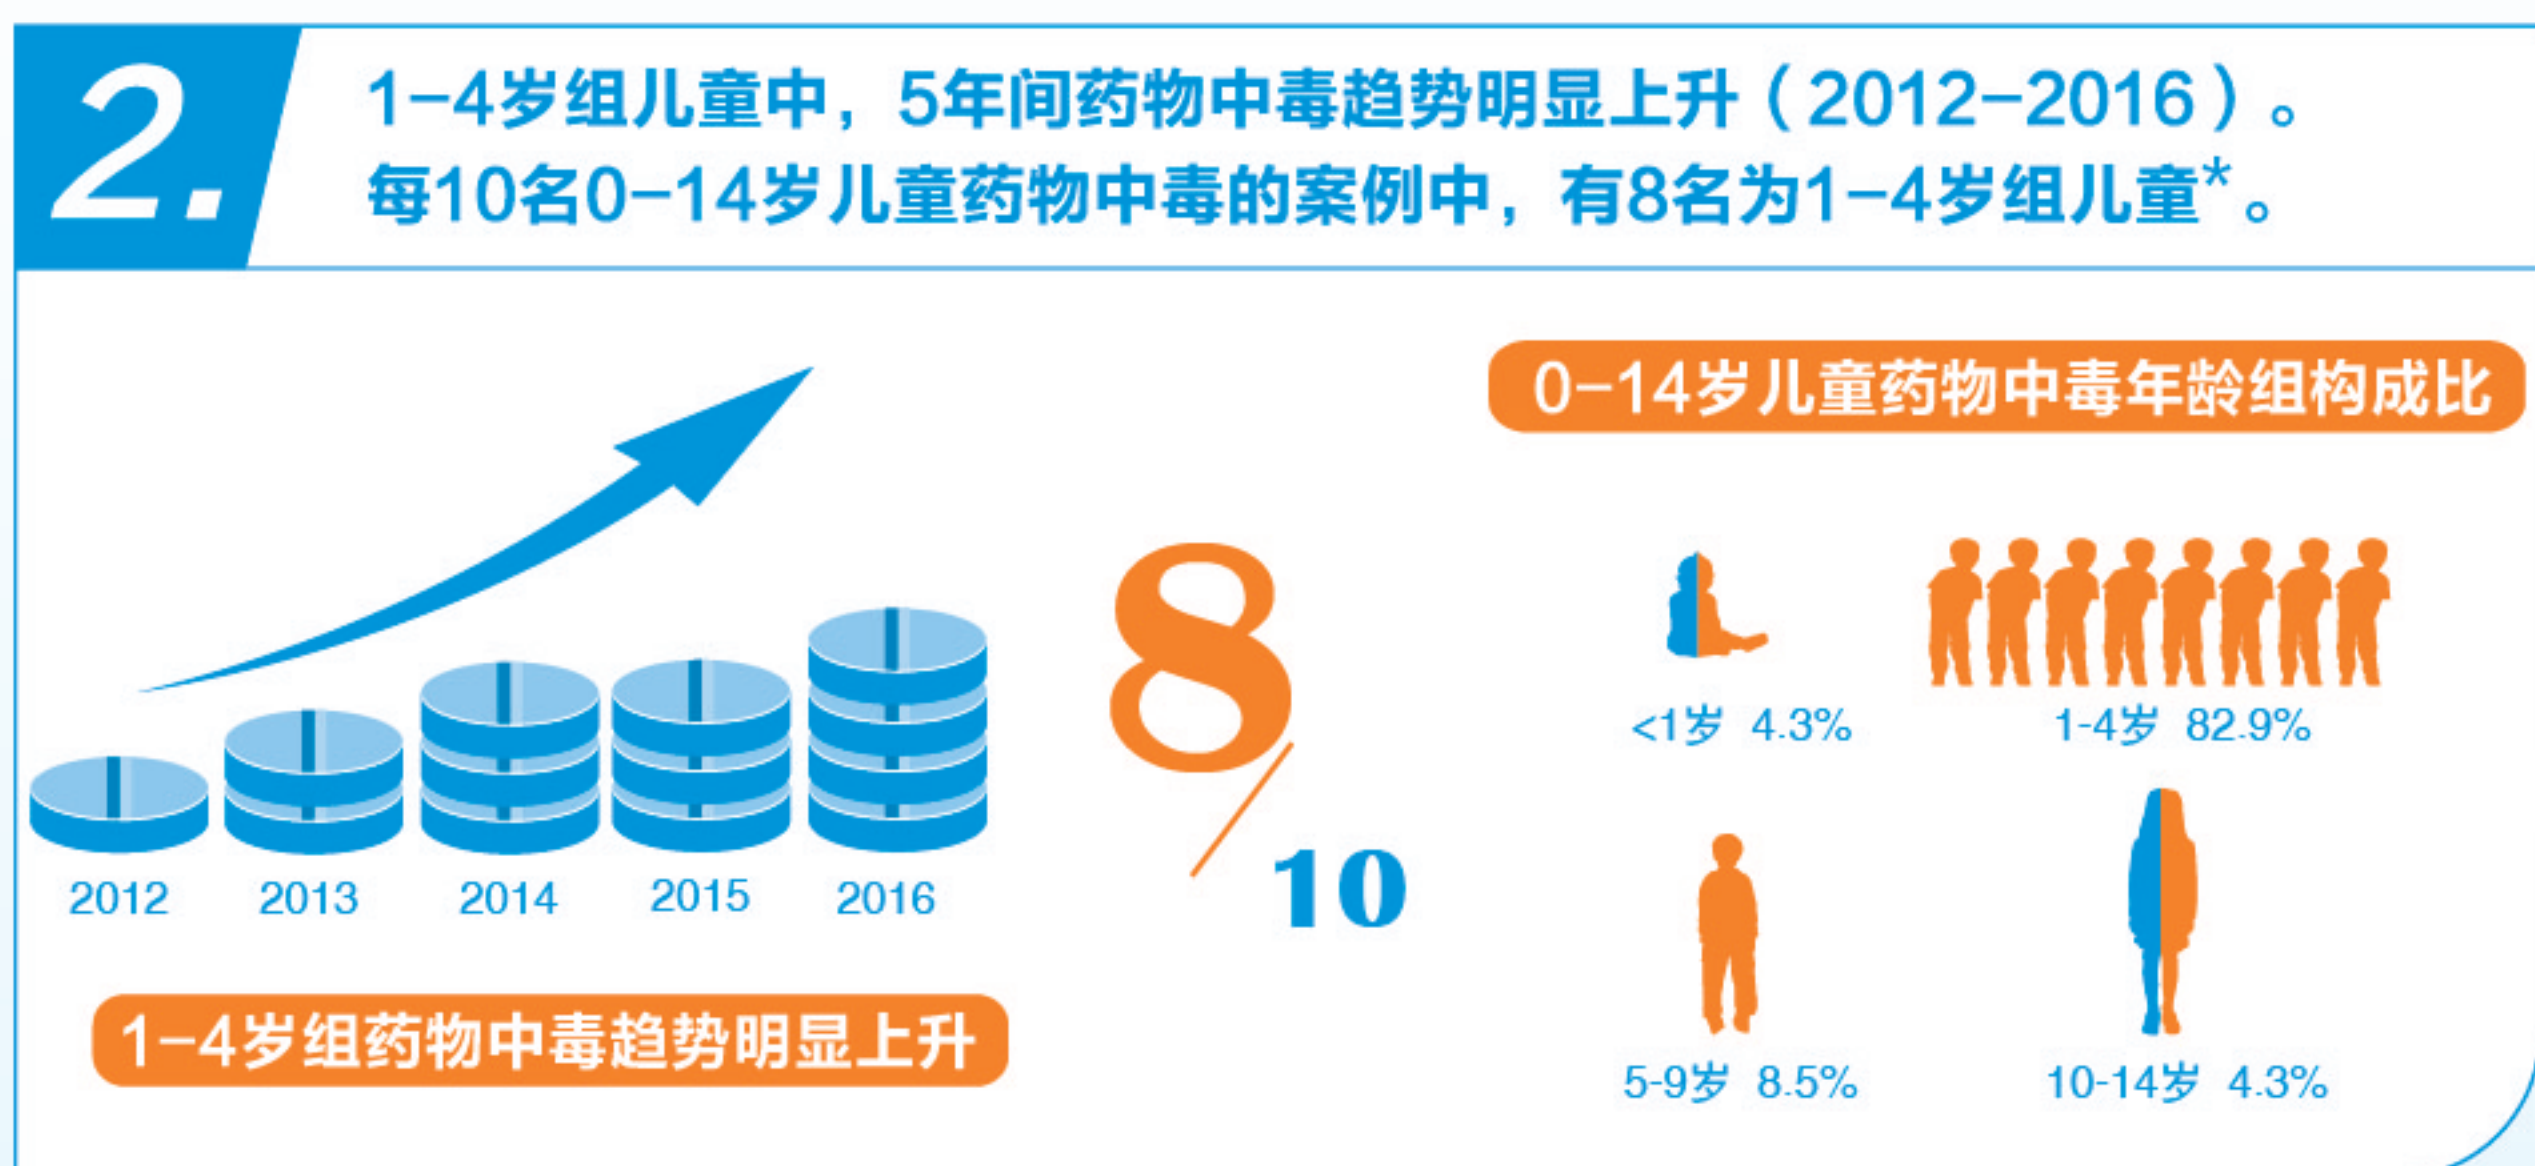 2.
1-4岁组儿童中，5年间药物中毒趋势明显上升（2012-2016）。
每10名0-14岁儿童药物中毒的案例中，有8名为1-4岁组儿童*。
2012
2013
2014
2015
2016
1-4岁组药物中毒趋势明显上升
8/10
0-14岁儿童药物中毒年龄组构成比
<1岁 4.3%
1-4岁 82.9%
5-9岁 8.5%
10-14岁 4.3%